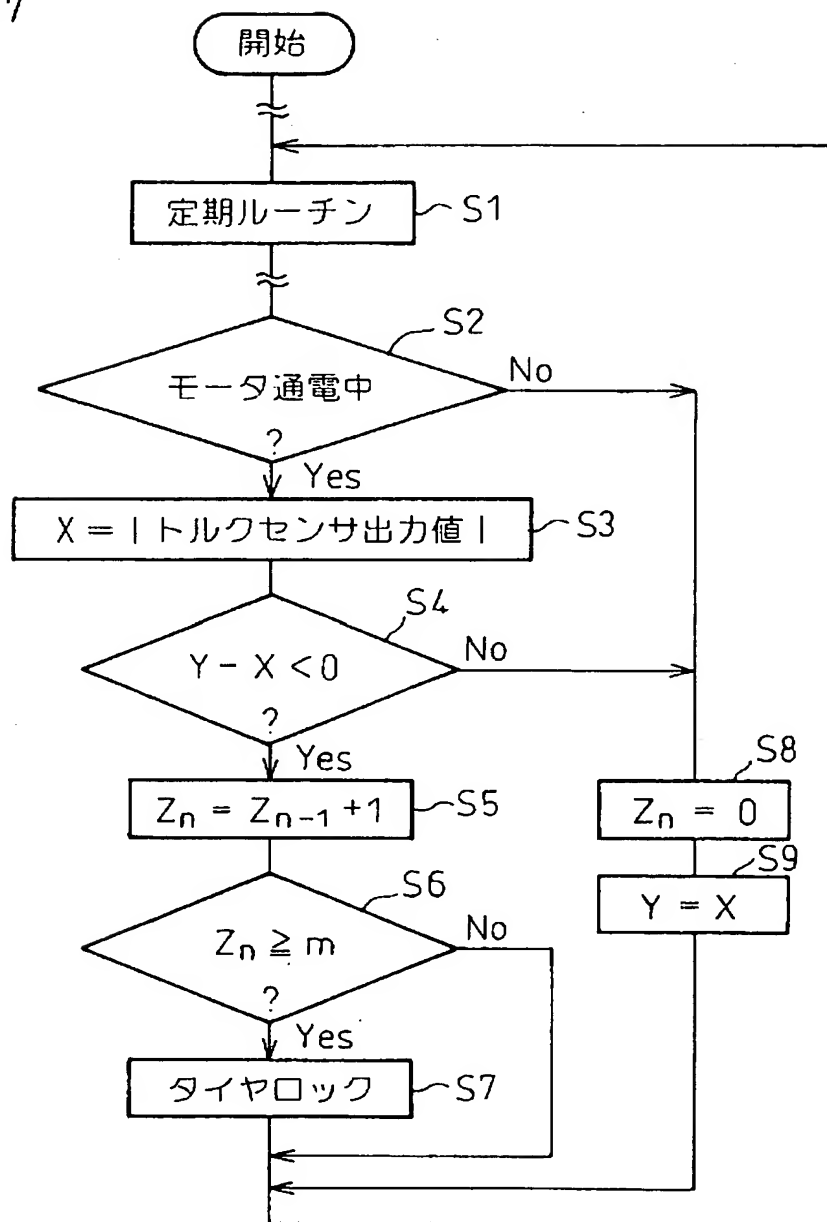 開始
定期ルーチン
S1
S2
モータ通電中
?
No
Yes
X=|トルクセンサ出力値|
S3
S4
Y-X<0
?
No
Yes
Zn=Zn-1+1
S5
S8
Zn=0
S9
Y=X
S6
Zn≧m
?
No
Yes
タイヤロック
S7